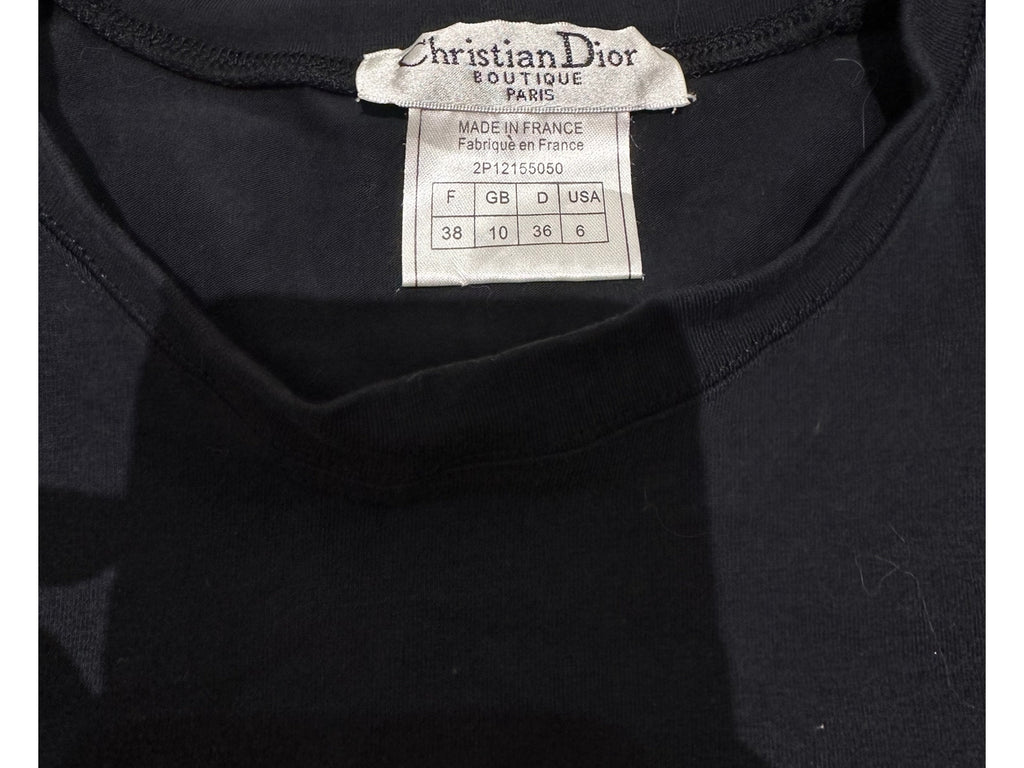 Christian Dior
BOUTIQUE
PARIS
MADE IN FRANCE
Fabriquè en France
2P12155050
F GB D USA
38 10 36 6